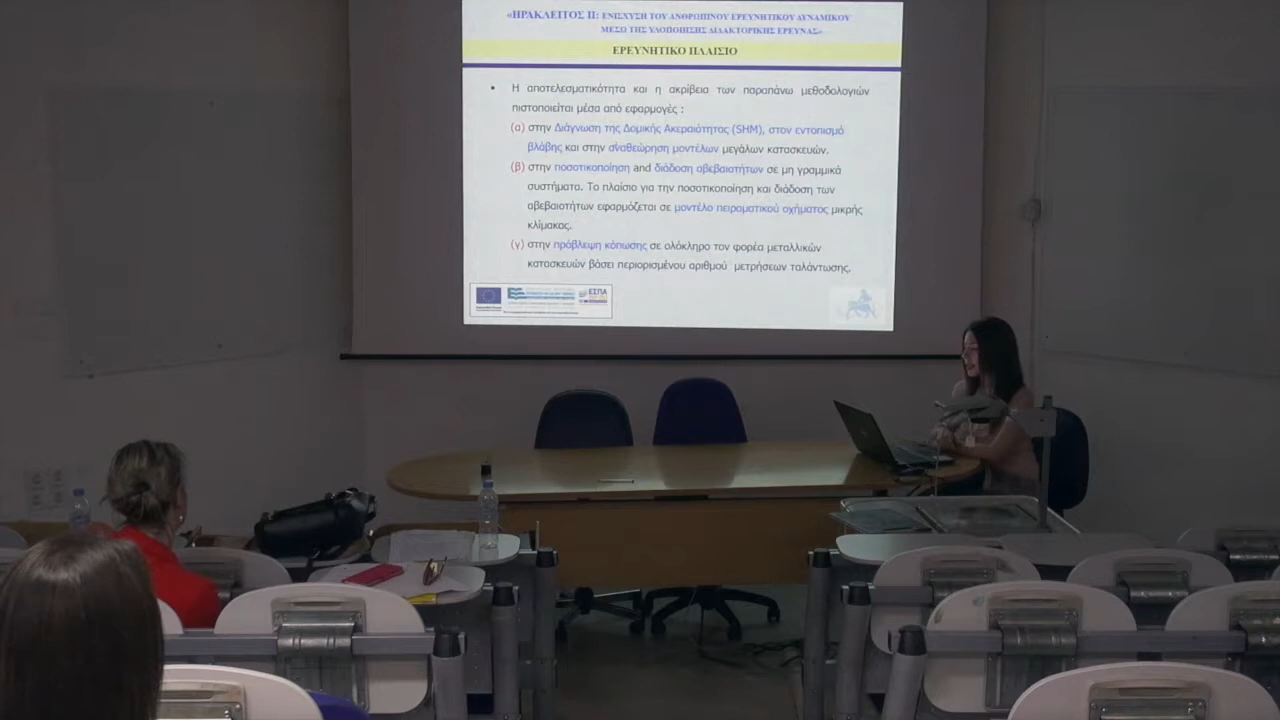 «ΗΡΑΚΛΕΙΤΟΣ ΙΙ: ΕΝΙΣΧΥΣΗ ΤΟΥ ΑΝΘΡΩΠΙΝΟΥ ΕΡΕΥΝΗΤΙΚΟΥ ΔΥΝΑΜΙΚΟΥ
ΜΕΣΩ ΤΗΣ ΥΛΟΠΟΙΗΣΗΣ ΔΙΔΑΚΤΟΡΙΚΗΣ ΕΡΕΥΝΑΣ»
ΕΡΕΥΝΗΤΙΚΟ ΠΛΑΙΣΙΟ
• Η αποτελεσματικότητα και η ακρίβεια των παραπάνω μεθοδολογιών
πιστοποιείται μέσα από εφαρμογές :
(α) στην Διάγνωση της Δομικής Ακεραιότητας (SHM), στον εντοπισμό
βλάβης και στην αναθεώρηση μοντέλων μεγάλων κατασκευών.
(β) στην ποσοτικοποίηση and διάδοση αβεβαιοτήτων σε μη γραμμικά
συστήματα. Το πλαίσιο για την ποσοτικοποίηση και διάδοση των
αβεβαιοτήτων εφαρμόζεται σε μοντέλο πειραματικού οχήματος μικρής
κλίμακας.
(γ) στην πρόβλεψη κόπωσης σε ολόκληρο τον φορέα μεταλλικών
κατασκευών βάσει περιορισμένου αριθμού μετρήσεων ταλάντωσης.
ΕΣΠΑ